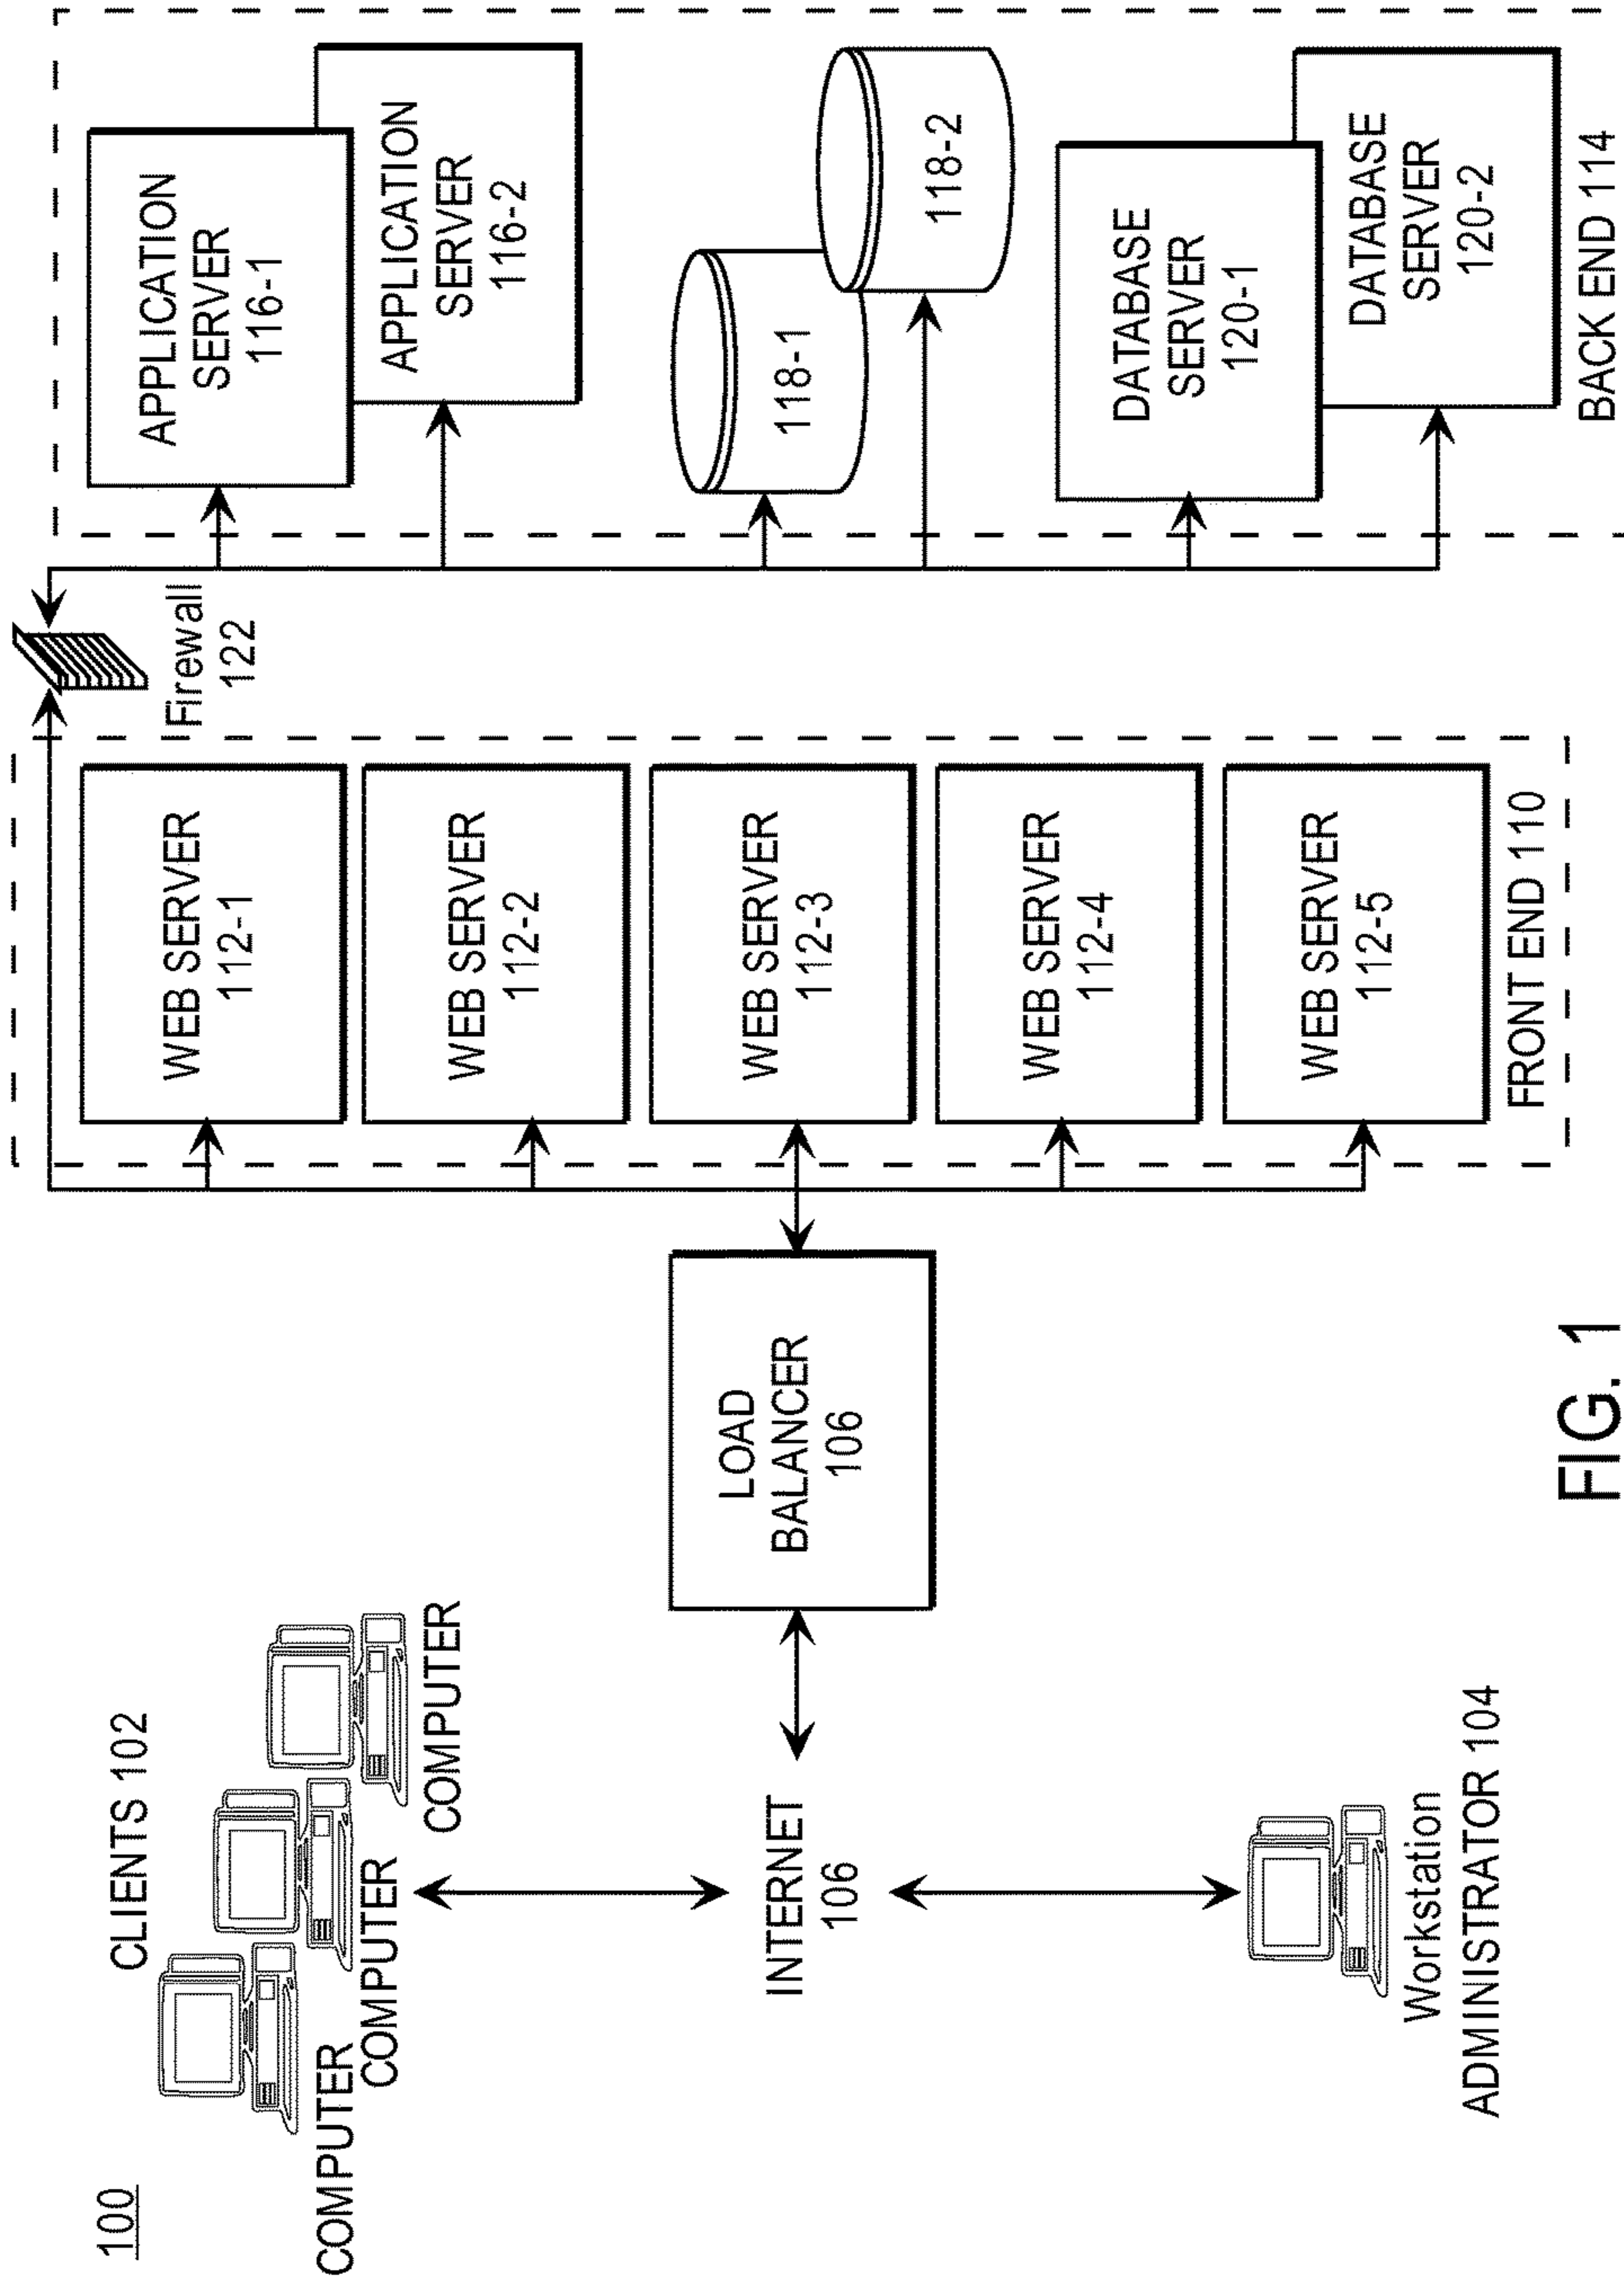 100
CLIENTS 102
COMPUTER
COMPUTER
COMPUTER
INTERNET
106
Workstation
ADMINISTRATOR 104
LOAD
BALANCER
106
WEB SERVER
112-1
WEB SERVER
112-2
WEB SERVER
112-3
WEB SERVER
112-4
WEB SERVER
112-5
FRONT END 110
Firewall
122
APPLICATION
SERVER
116-1
APPLICATION
SERVER
116-2
118-1
118-2
DATABASE
SERVER
120-1
DATABASE
SERVER
120-2
BACK END 114
FIG. 1